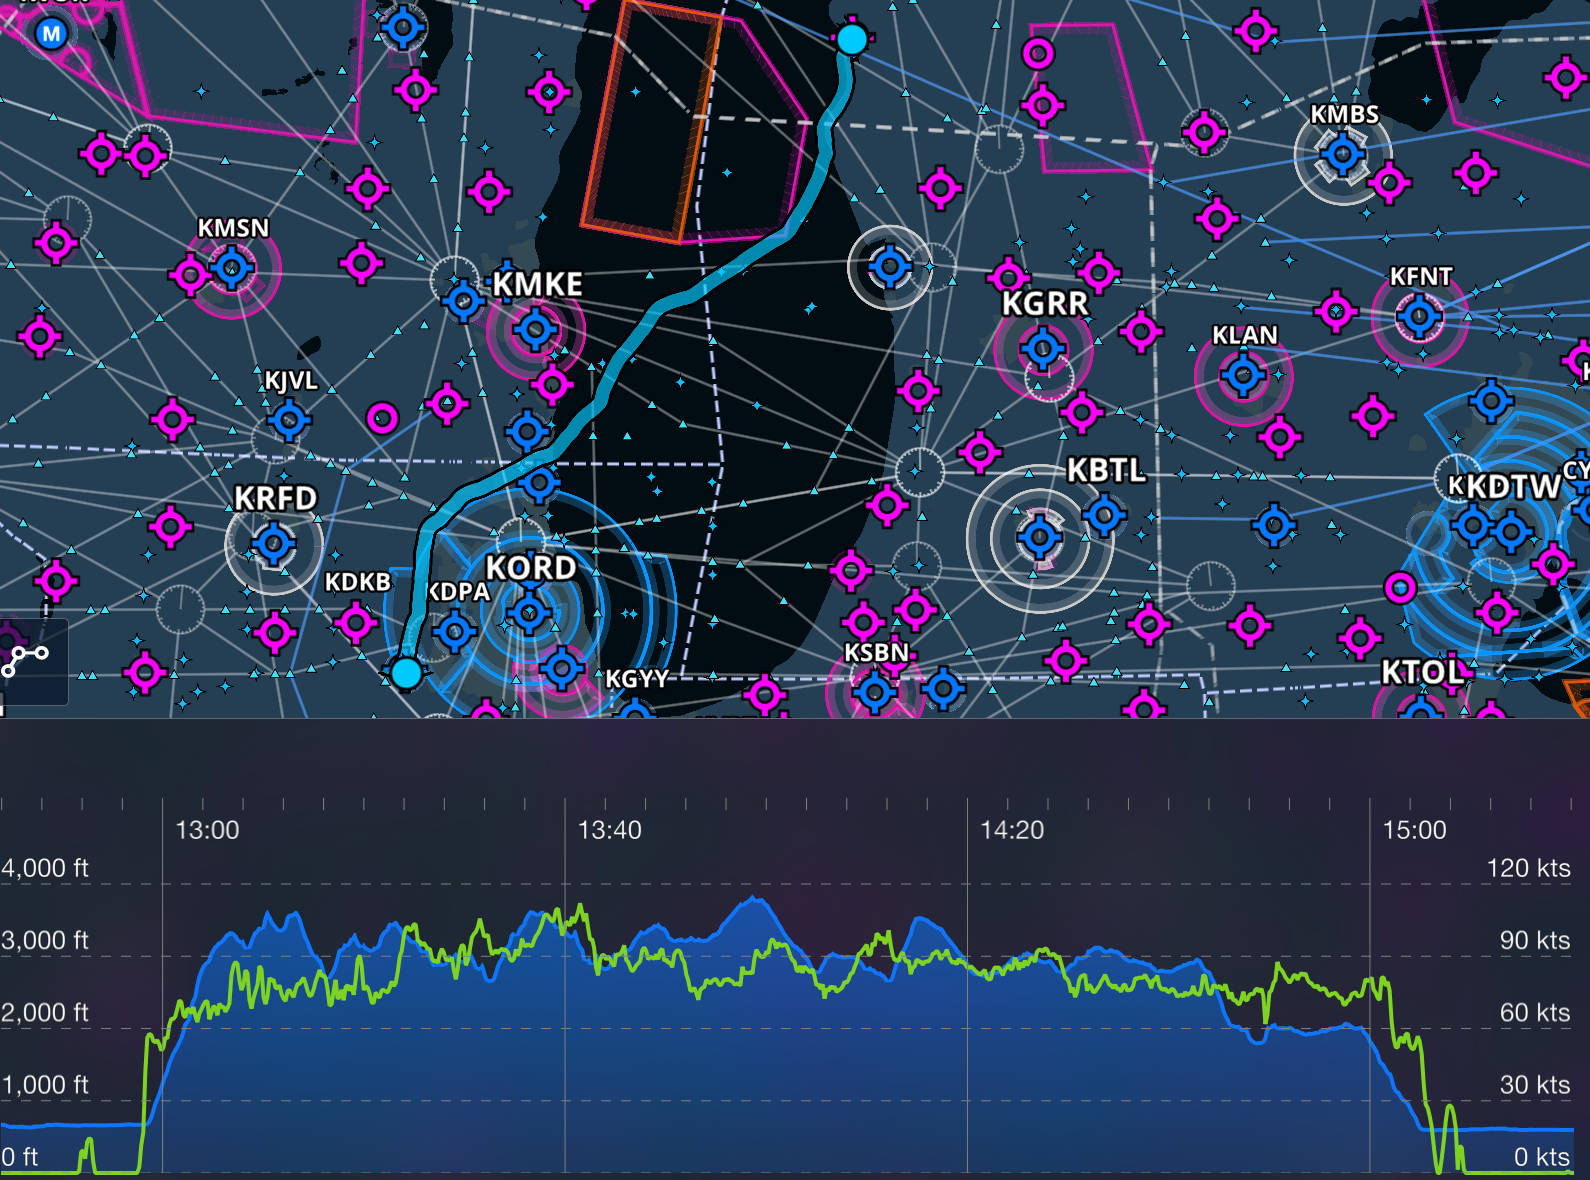 M
KMBS
KMSN
KMKE
KFNT
KGRR
KLAN
KJVL
KBTL
KRFD
KDTW
KORD
KDKB
KDPA
KSBN
KGYY
KTOL
13:00
13:40
14:20
15:00
4,000 ft
120 kts
3,000 ft
90 kts
2,000 ft
60 kts
1,000 ft
30 kts
0 ft
0 kts